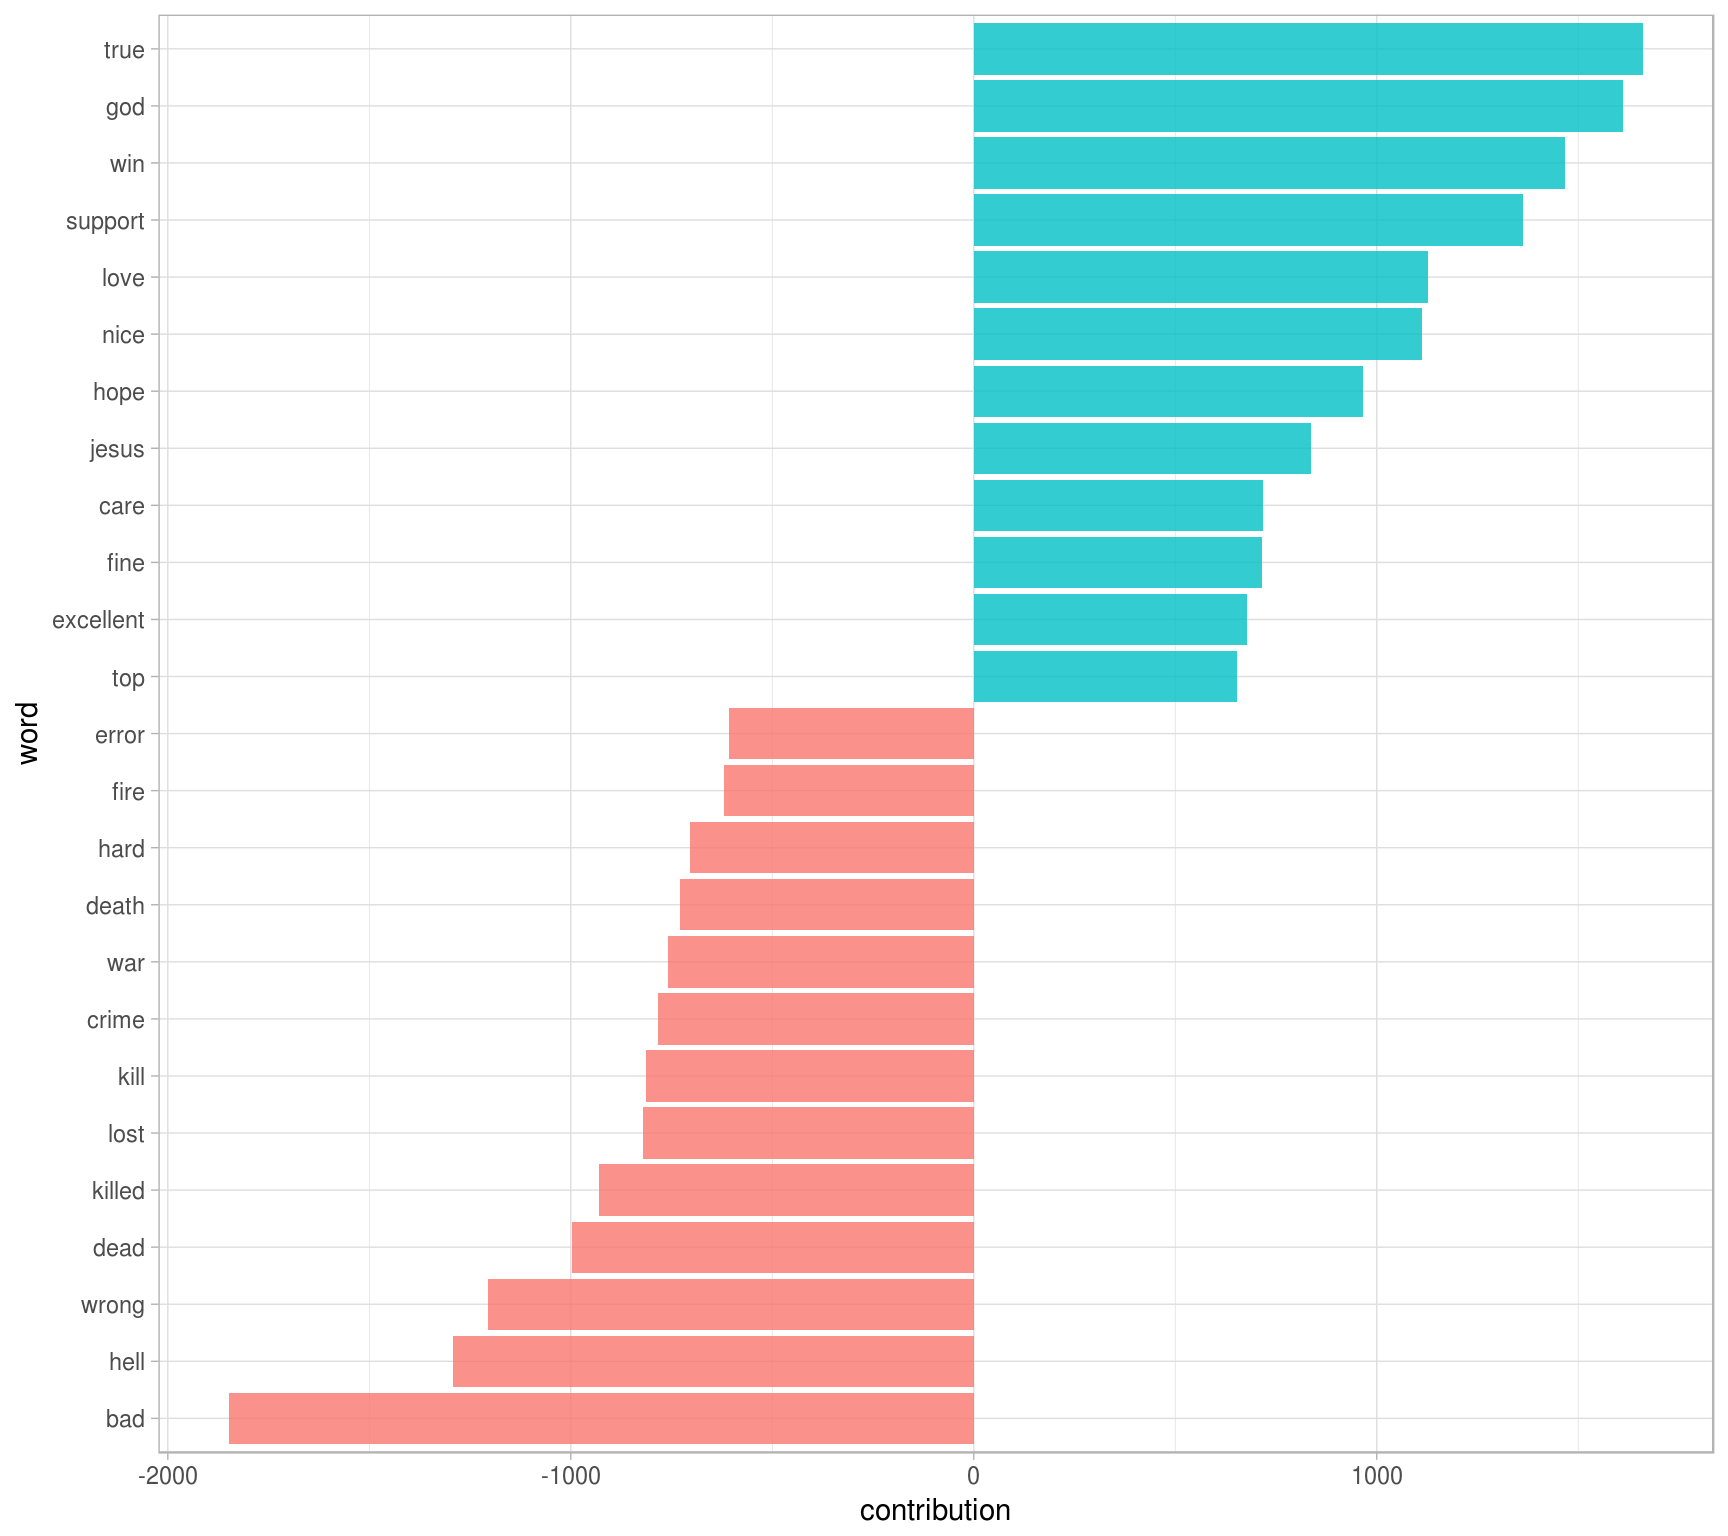 true
god
win
support
love
nice
hope
jesus
care
fine
excellent
top
error
fire
hard
death
war
crime
kill
lost
killed
dead
wrong
hell
bad
word
-2000 -1000 0 1000
contribution